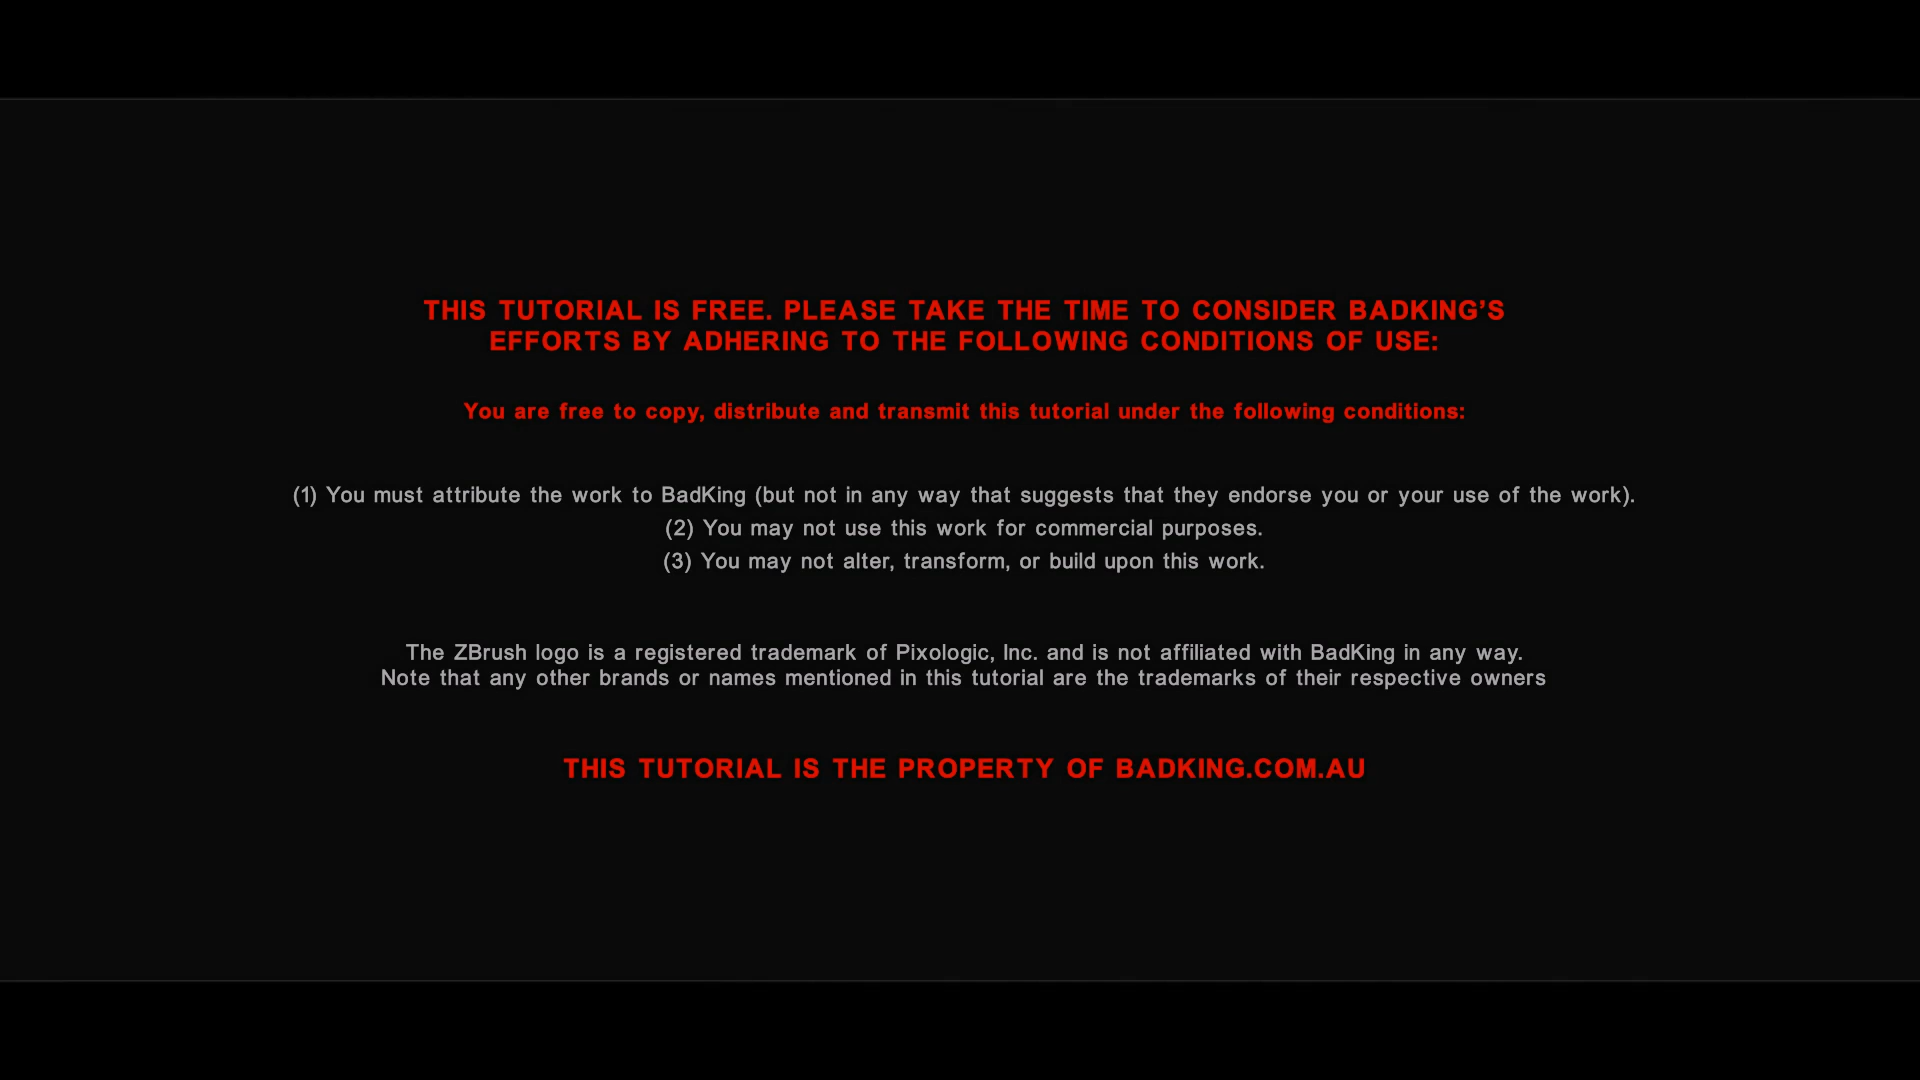 THIS TUTORIAL IS FREE. PLEASE TAKE THE TIME TO CONSIDER BADKING’S
EFFORTS BY ADHERING TO THE FOLLOWING CONDITIONS OF USE:
You are free to copy, distribute and transmit this tutorial under the following conditions:
(1) You must attribute the work to BadKing (but not in any way that suggests that they endorse you or your use of the work).
(2) You may not use this work for commercial purposes.
(3) You may not alter, transform, or build upon this work.
The ZBrush logo is a registered trademark of Pixologic, Inc. and is not affiliated with BadKing in any way.
Note that any other brands or names mentioned in this tutorial are the trademarks of their respective owners
THIS TUTORIAL IS THE PROPERTY OF BADKING.COM.AU